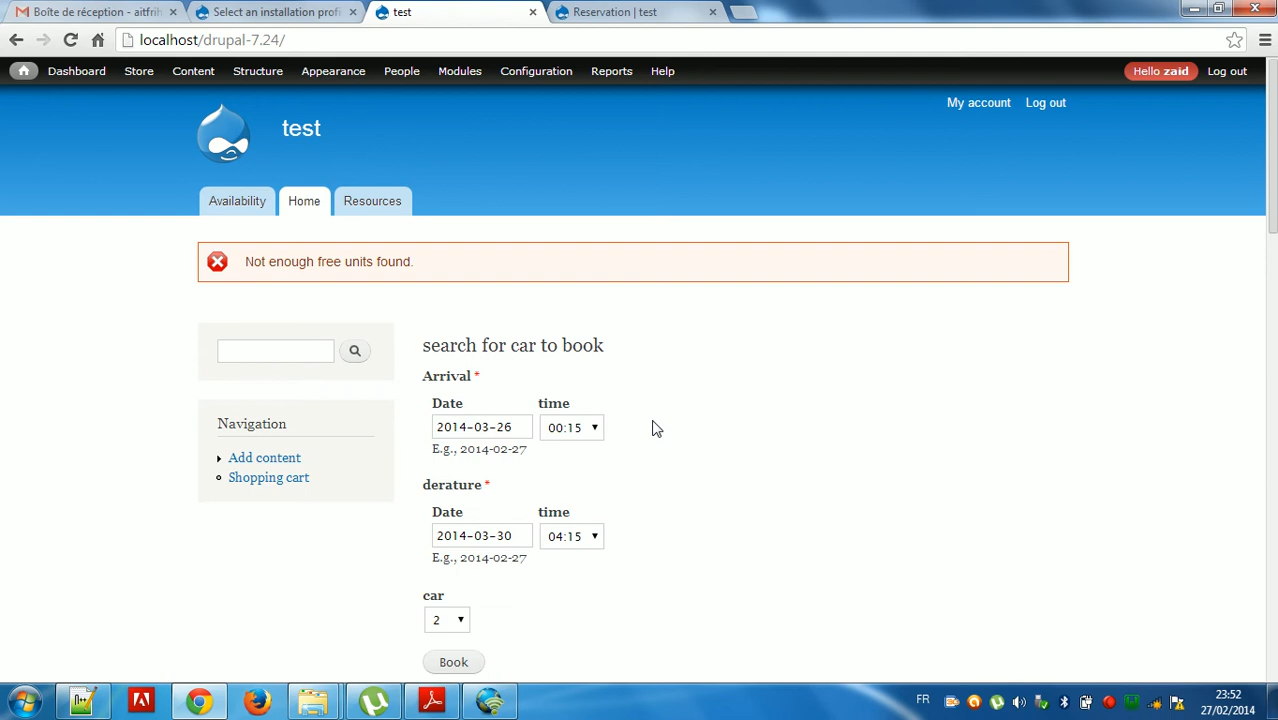 Boîte de réception - aitfrih
Select an installation profi
test
Reservation | test
localhost/drupal-7.24/
Dashboard Store Content Structure Appearance People Modules Configuration Reports Help Hello zaid Log out
My account Log out
test
Availability Home Resources
Not enough free units found.
search for car to book
Arrival *
Date time
2014-03-26 00:15
E.g., 2014-02-27
Navigation
Add content
Shopping cart
derature *
Date time
2014-03-30 04:15
E.g., 2014-02-27
car
2
Book
FR
23:52
27/02/2014